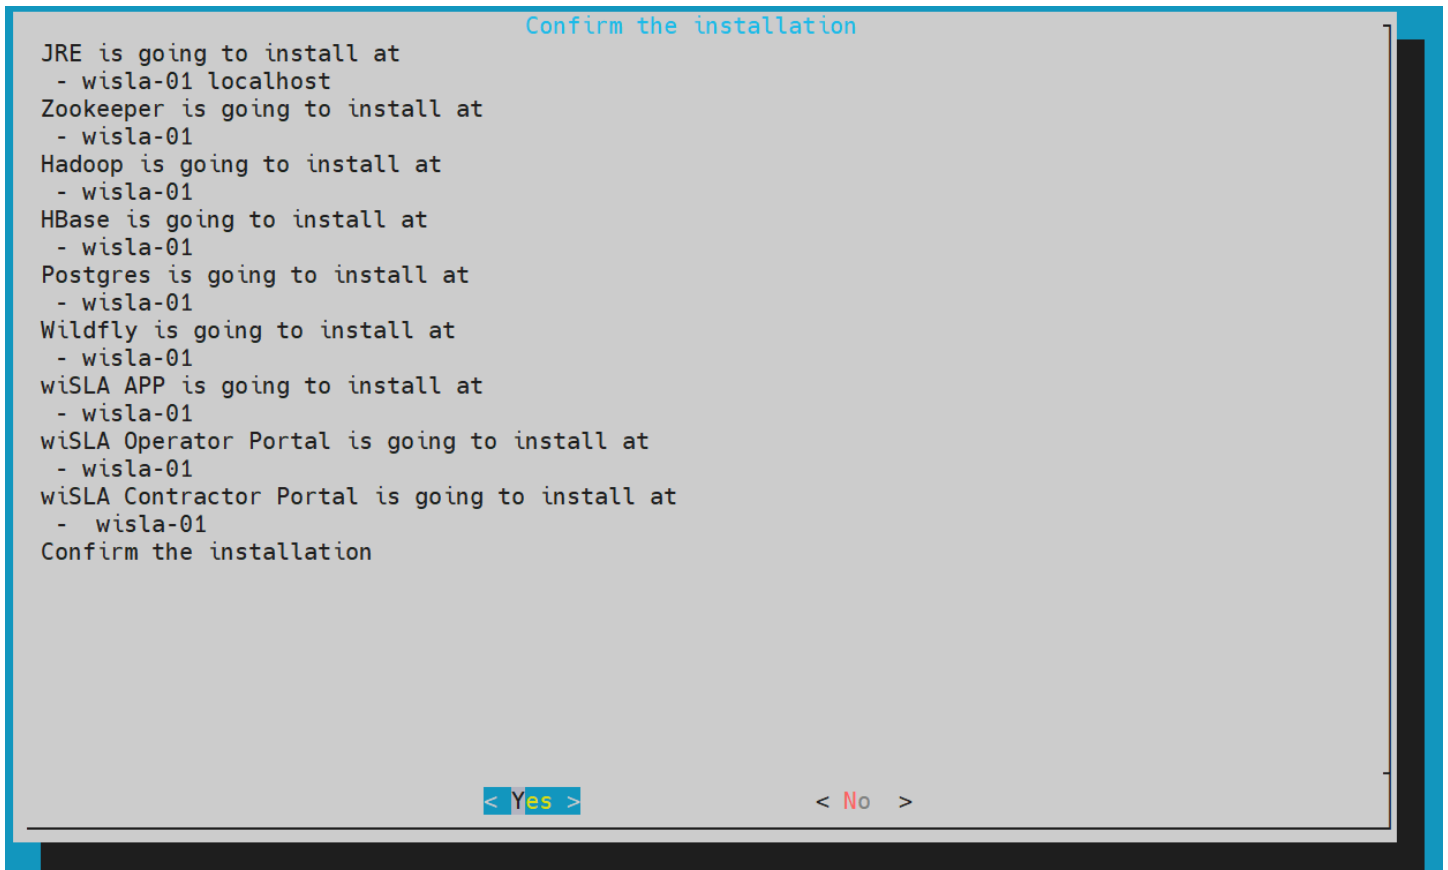 Confirm the installation
JRE is going to install at
- wisla-01 localhost
Zookeeper is going to install at
- wisla-01
Hadoop is going to install at
- wisla-01
HBase is going to install at
- wisla-01
Postgres is going to install at
- wisla-01
Wildfly is going to install at
- wisla-01
wiSLA APP is going to install at
- wisla-01
wiSLA Operator Portal is going to install at
- wisla-01
wiSLA Contractor Portal is going to install at
-  wisla-01
Confirm the installation
< Yes > < No  >